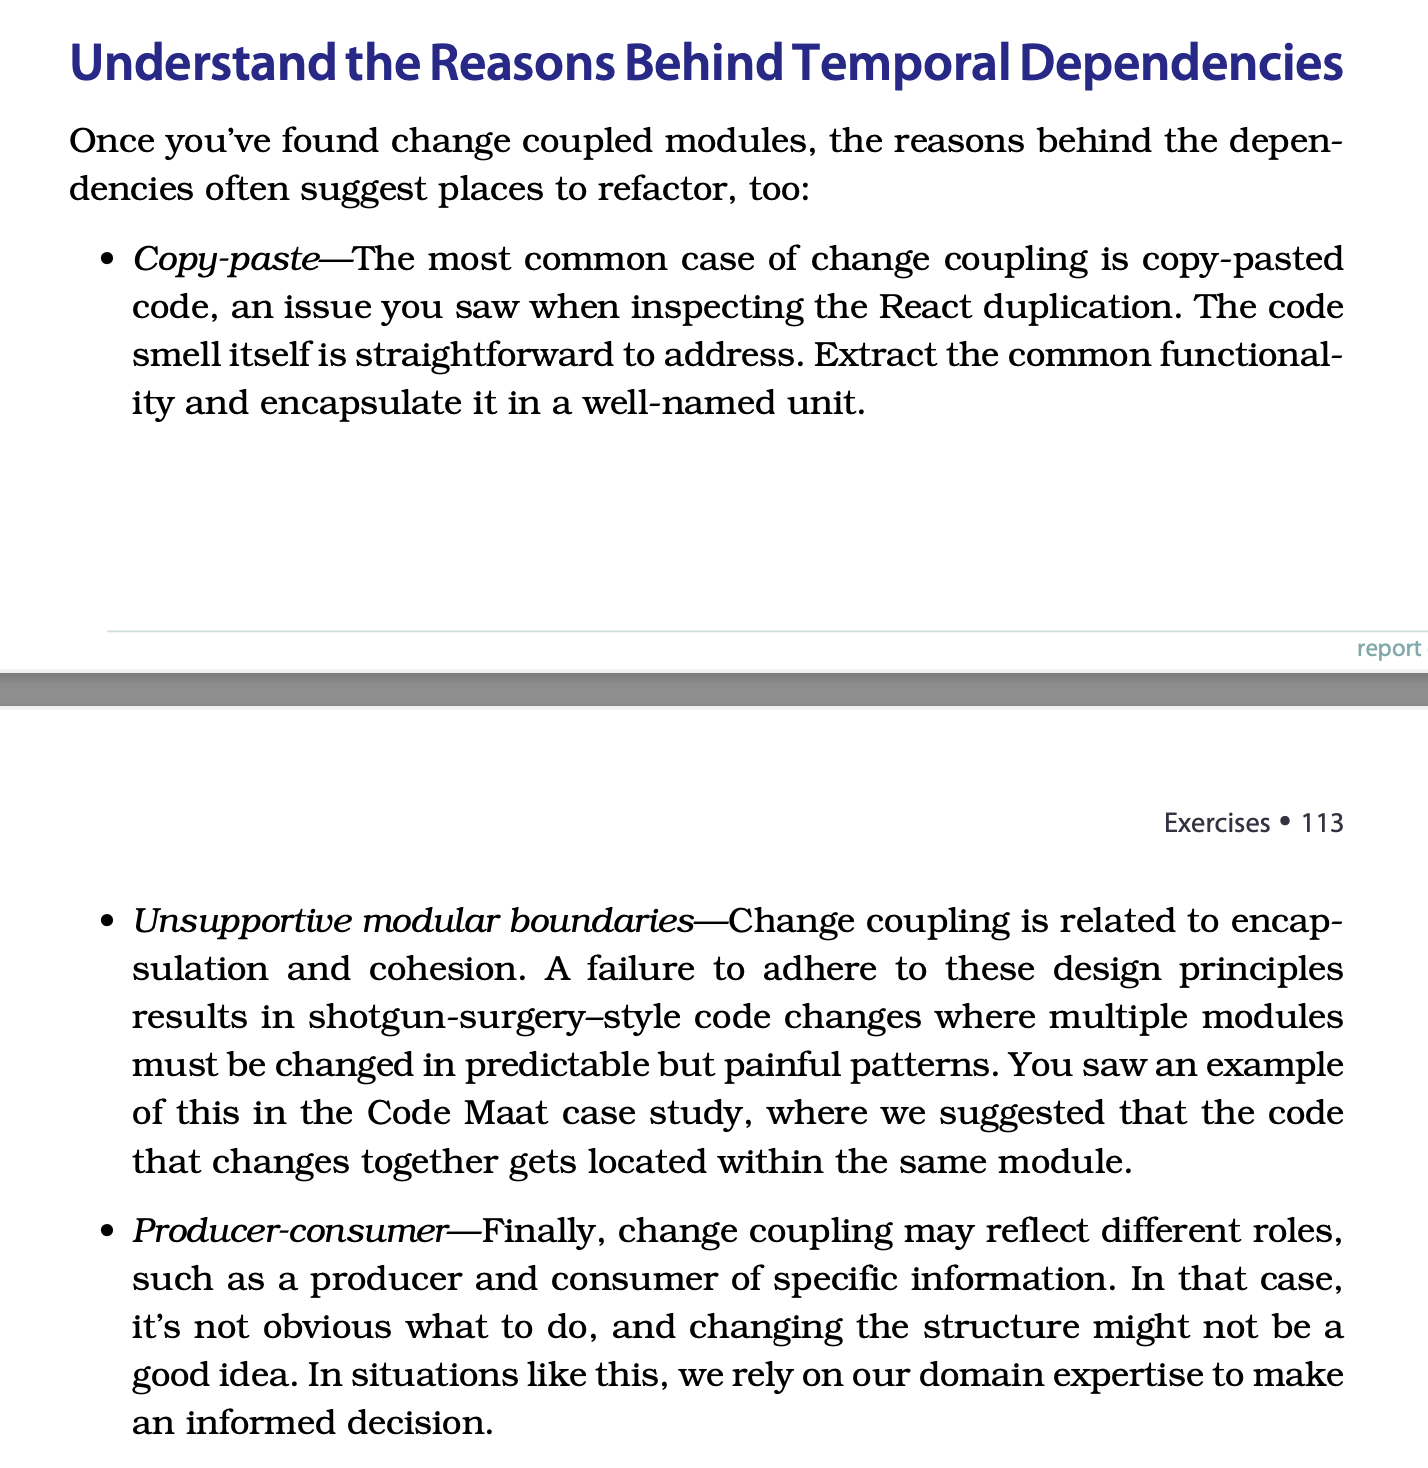 Understand the Reasons Behind Temporal Dependencies
Once you’ve found change coupled modules, the reasons behind the depen-
dencies often suggest places to refactor, too:
• Copy-paste—The most common case of change coupling is copy-pasted
code, an issue you saw when inspecting the React duplication. The code
smell itself is straightforward to address. Extract the common functional-
ity and encapsulate it in a well-named unit.
report
Exercises • 113
• Unsupportive modular boundaries—Change coupling is related to encap-
sulation and cohesion. A failure to adhere to these design principles
results in shotgun-surgery–style code changes where multiple modules
must be changed in predictable but painful patterns. You saw an example
of this in the Code Maat case study, where we suggested that the code
that changes together gets located within the same module.
• Producer-consumer—Finally, change coupling may reflect different roles,
such as a producer and consumer of specific information. In that case,
it’s not obvious what to do, and changing the structure might not be a
good idea. In situations like this, we rely on our domain expertise to make
an informed decision.